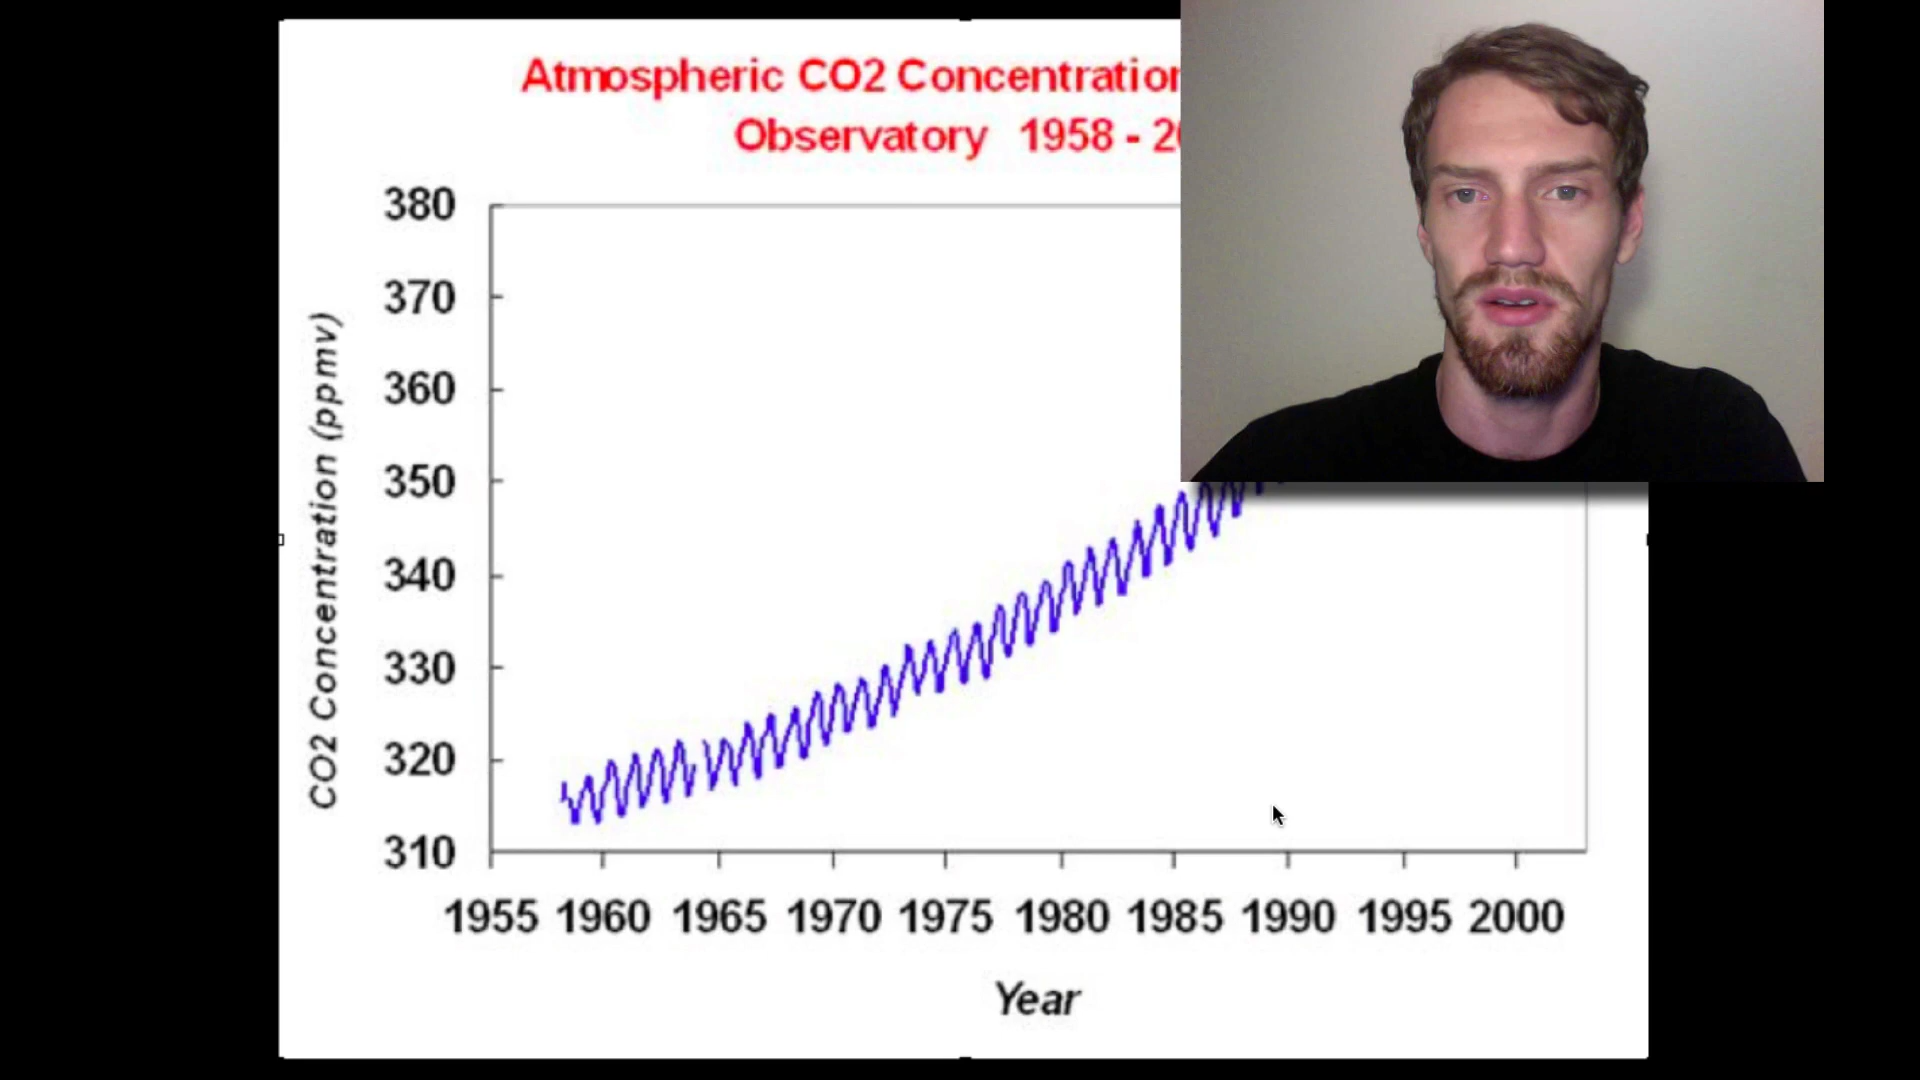 Atmospheric CO2 Concentration
Observatory 1958 - 2
380
370
360
350
340
330
320
310
CO2 Concentration (ppmv)
1955 1960 1965 1970 1975 1980 1985 1990 1995 2000
Year